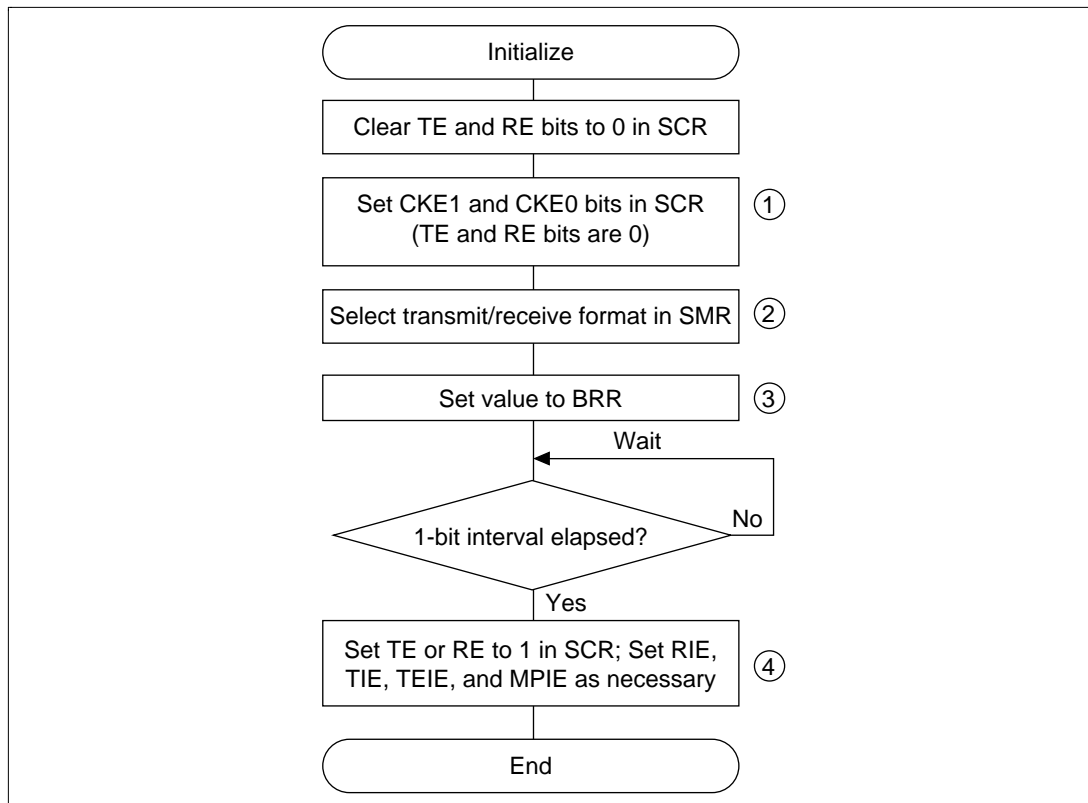 Initialize
Clear TE and RE bits to 0 in SCR
Set CKE1 and CKE0 bits in SCR
(TE and RE bits are 0)
1
Select transmit/receive format in SMR
2
Set value to BRR
3
Wait
1-bit interval elapsed?
No
Yes
Set TE or RE to 1 in SCR; Set RIE,
TIE, TEIE, and MPIE as necessary
4
End